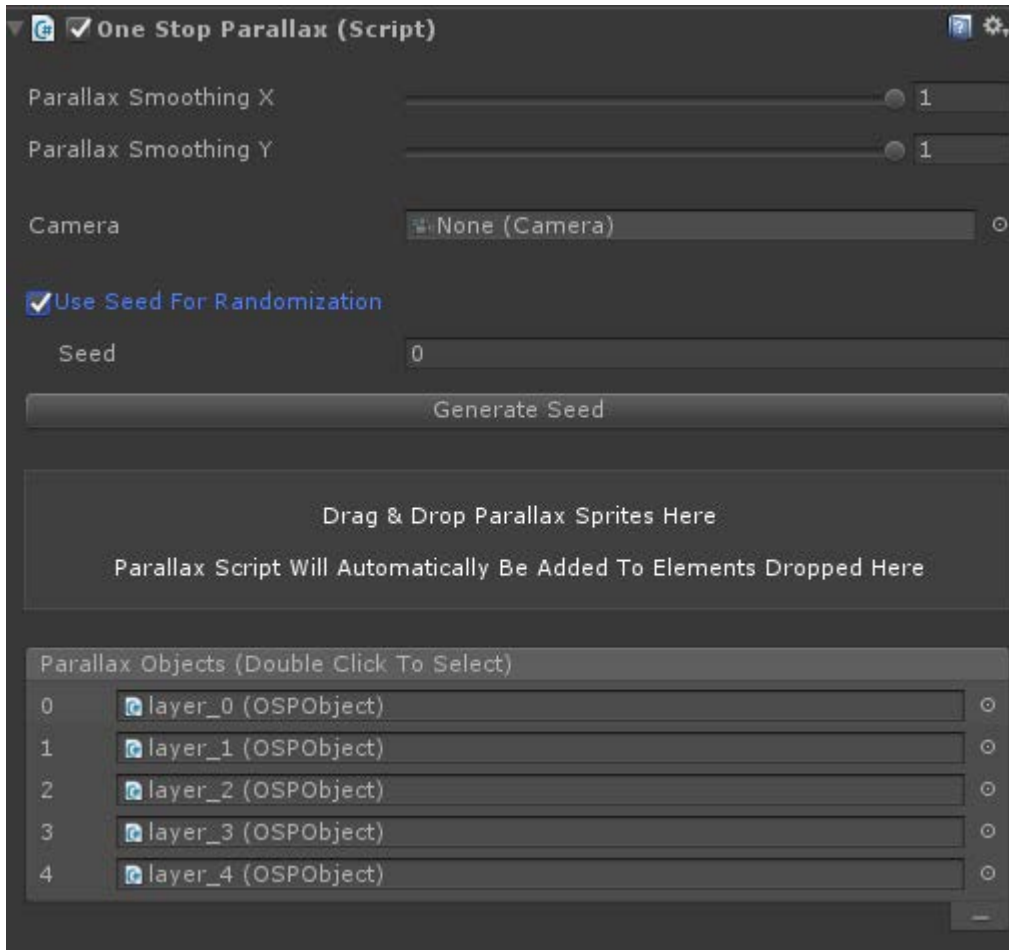 One Stop Parallax (Script)
Parallax Smoothing X 1
Parallax Smoothing Y 1
Camera None (Camera)
Use Seed For Randomization
Seed 0
Generate Seed
Drag & Drop Parallax Sprites Here
Parallax Script Will Automatically Be Added To Elements Dropped Here
Parallax Objects (Double Click To Select)
0 layer_0 (OSPObject)
1 layer_1 (OSPObject)
2 layer_2 (OSPObject)
3 layer_3 (OSPObject)
4 layer_4 (OSPObject)